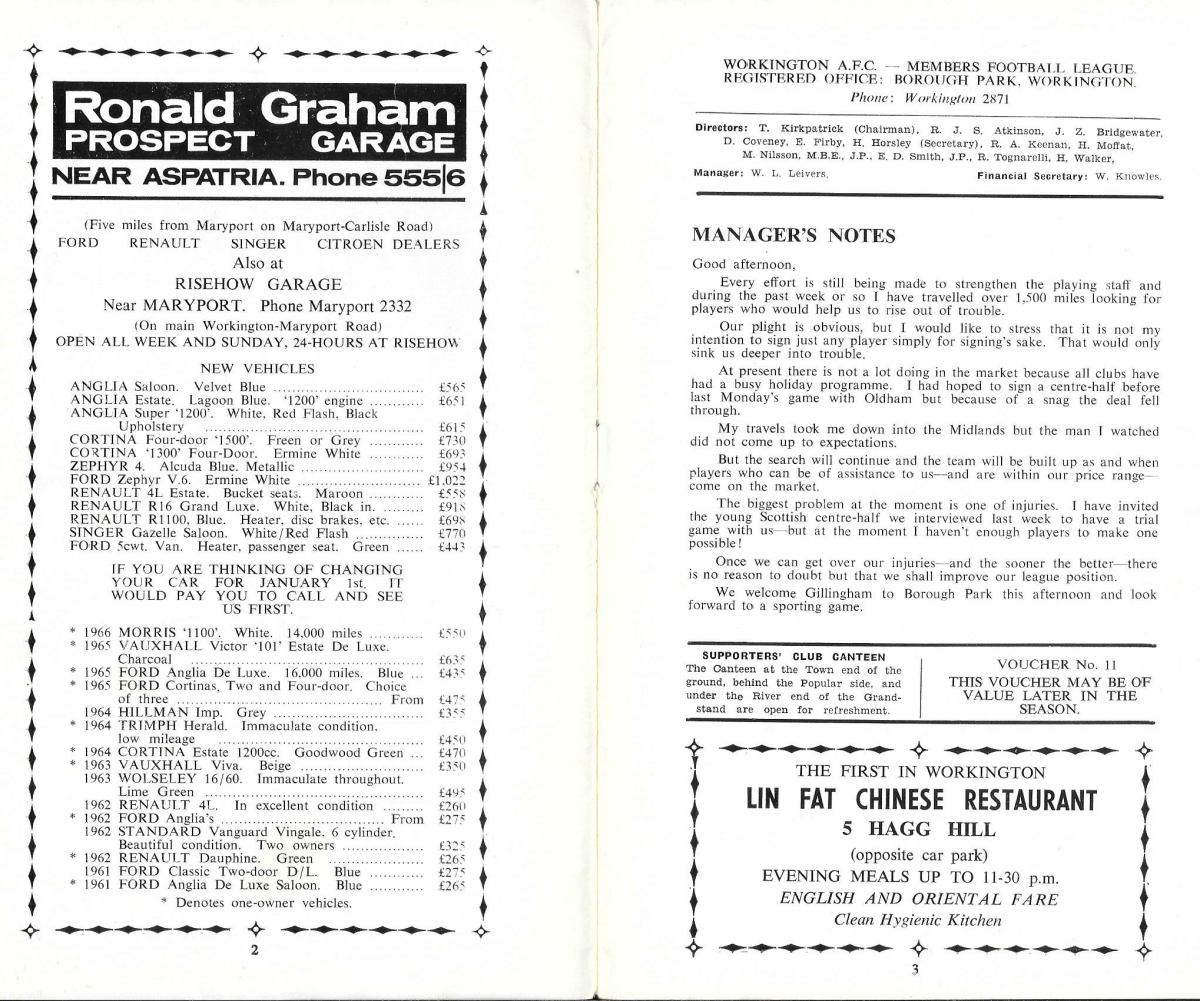 Ronald Graham
PROSPECT GARAGE
NEAR ASPATRIA. Phone 555|6
(Five miles from Maryport on Maryport-Carlisle Road)
FORD RENAULT SINGER CITROEN DEALERS
Also at
RISEHOW GARAGE
Near MARYPORT. Phone Maryport 2332
(On main Workington-Maryport Road)
OPEN ALL WEEK AND SUNDAY, 24-HOURS AT RISEHOW
NEW VEHICLES
ANGLIA Saloon. Velvet Blue .................................. £565
ANGLIA Estate. Lagoon Blue. '1200' engine ............ £651
ANGLIA Super '1200'. White, Red Flash, Black
Upholstery ................................................ £615
CORTINA Four-door '1500'. Freen or Grey ............ £730
CORTINA '1300' Four-Door. Ermine White ............ £693
ZEPHYR 4. Alcuda Blue. Metallic ........................... £954
FORD Zephyr V.6. Ermine White ........................... £1.022
RENAULT 4L Estate. Bucket seats. Maroon ............ £558
RENAULT R16 Grand Luxe. White, Black in. ......... £918
RENAULT R1100, Blue. Heater, disc brakes, etc. ...... £698
SINGER Gazelle Saloon. White/Red Flash ............... £770
FORD 5cwt. Van. Heater, passenger seat. Green ...... £443
IF YOU ARE THINKING OF CHANGING
YOUR CAR FOR JANUARY 1st. IT
WOULD PAY YOU TO CALL AND SEE
US FIRST.
* 1966 MORRIS '1100'. White. 14,000 miles ............ £550
* 1965 VAUXHALL Victor '101' Estate De Luxe.
Charcoal ................................................... £635
* 1965 FORD Anglia De Luxe. 16,000 miles. Blue ... £435
* 1965 FORD Cortinas, Two and Four-door. Choice
of three .......................................... From £475
1964 HILLMAN Imp. Grey ................................. £355
* 1964 TRIMPH Herald. Immaculate condition.
low mileage ............................................. £450
* 1964 CORTINA Estate 1200cc. Goodwood Green ... £470
* 1963 VAUXHALL Viva. Beige ........................... £350
1963 WOLSELEY 16/60. Immaculate throughout.
Lime Green ................................................ £495
1962 RENAULT 4L. In excellent condition ......... £260
* 1962 FORD Anglia's ................................. From £275
1962 STANDARD Vanguard Vingale. 6 cylinder.
Beautiful condition. Two owners .................. £325
* 1962 RENAULT Dauphine. Green ..................... £265
1961 FORD Classic Two-door D/L. Blue ............ £275
* 1961 FORD Anglia De Luxe Saloon. Blue ............ £265
* Denotes one-owner vehicles.
2
WORKINGTON A.F.C. — MEMBERS FOOTBALL LEAGUE.
REGISTERED OFFICE: BOROUGH PARK, WORKINGTON.
Phone: Workington 2871
Directors: T. Kirkpatrick (Chairman), R. J. S. Atkinson, J. Z. Bridgewater,
D. Coveney, E. Firby, H. Horsley (Secretary), R. A. Keenan, H. Moffat,
M. Nilsson, M.B.E., J.P., E. D. Smith, J.P., R. Tognarelli, H, Walker,
Manager: W. L. Leivers. Financial Secretary: W. Knowles.
MANAGER'S NOTES
Good afternoon,
Every effort is still being made to strengthen the playing staff and
during the past week or so I have travelled over 1,500 miles looking for
players who would help us to rise out of trouble.
Our plight is obvious, but I would like to stress that it is not my
intention to sign just any player simply for signing's sake. That would only
sink us deeper into trouble.
At present there is not a lot doing in the market because all clubs have
had a busy holiday programme. I had hoped to sign a centre-half before
last Monday's game with Oldham but because of a snag the deal fell
through.
My travels took me down into the Midlands but the man I watched
did not come up to expectations.
But the search will continue and the team will be built up as and when
players who can be of assistance to us—and are within our price range—
come on the market.
The biggest problem at the moment is one of injuries. I have invited
the young Scottish centre-half we interviewed last week to have a trial
game with us—but at the moment I haven't enough players to make one
possible!
Once we can get over our injuries—and the sooner the better—there
is no reason to doubt but that we shall improve our league position.
We welcome Gillingham to Borough Park this afternoon and look
forward to a sporting game.
SUPPORTERS' CLUB CANTEEN
The Canteen at the Town end of the
ground, behind the Popular side, and
under the River end of the Grand-
stand are open for refreshment.
VOUCHER No. 11
THIS VOUCHER MAY BE OF
VALUE LATER IN THE
SEASON.
THE FIRST IN WORKINGTON
LIN FAT CHINESE RESTAURANT
5 HAGG HILL
(opposite car park)
EVENING MEALS UP TO 11-30 p.m.
ENGLISH AND ORIENTAL FARE
Clean Hygienic Kitchen
3